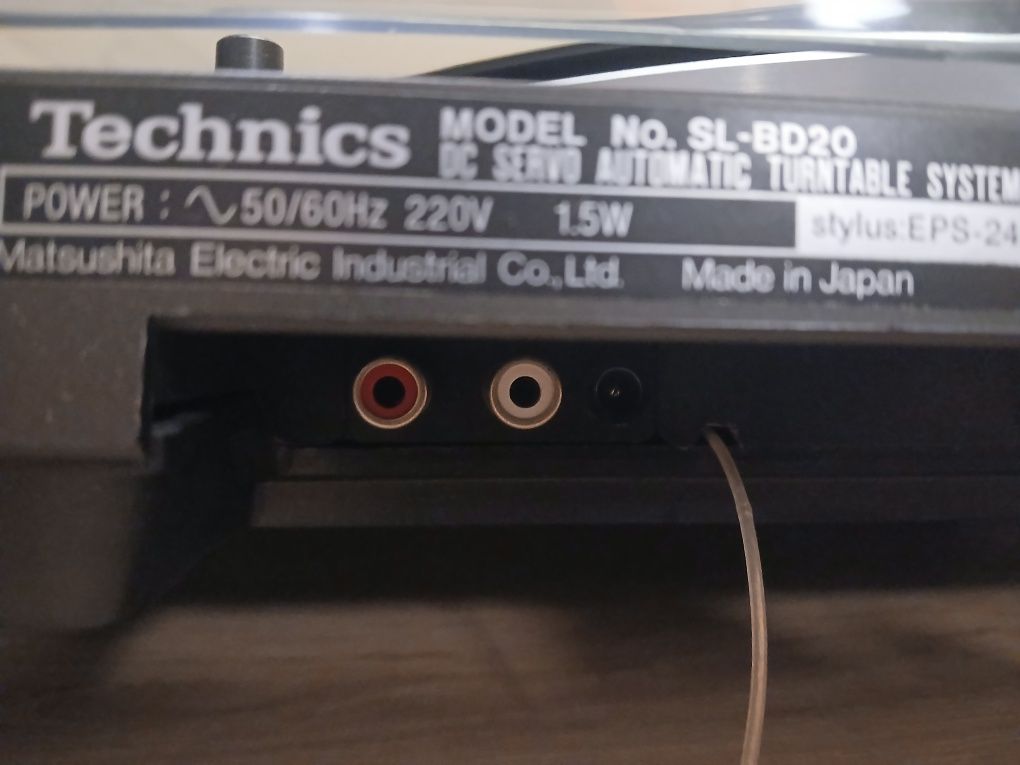 Technics MODEL No. SL-BD20
DC SERVO AUTOMATIC TURNTABLE SYSTEM
POWER : ∿50/60Hz 220V 1.5W stylus:EPS-24
Matsushita Electric Industrial Co., Ltd. Made in Japan